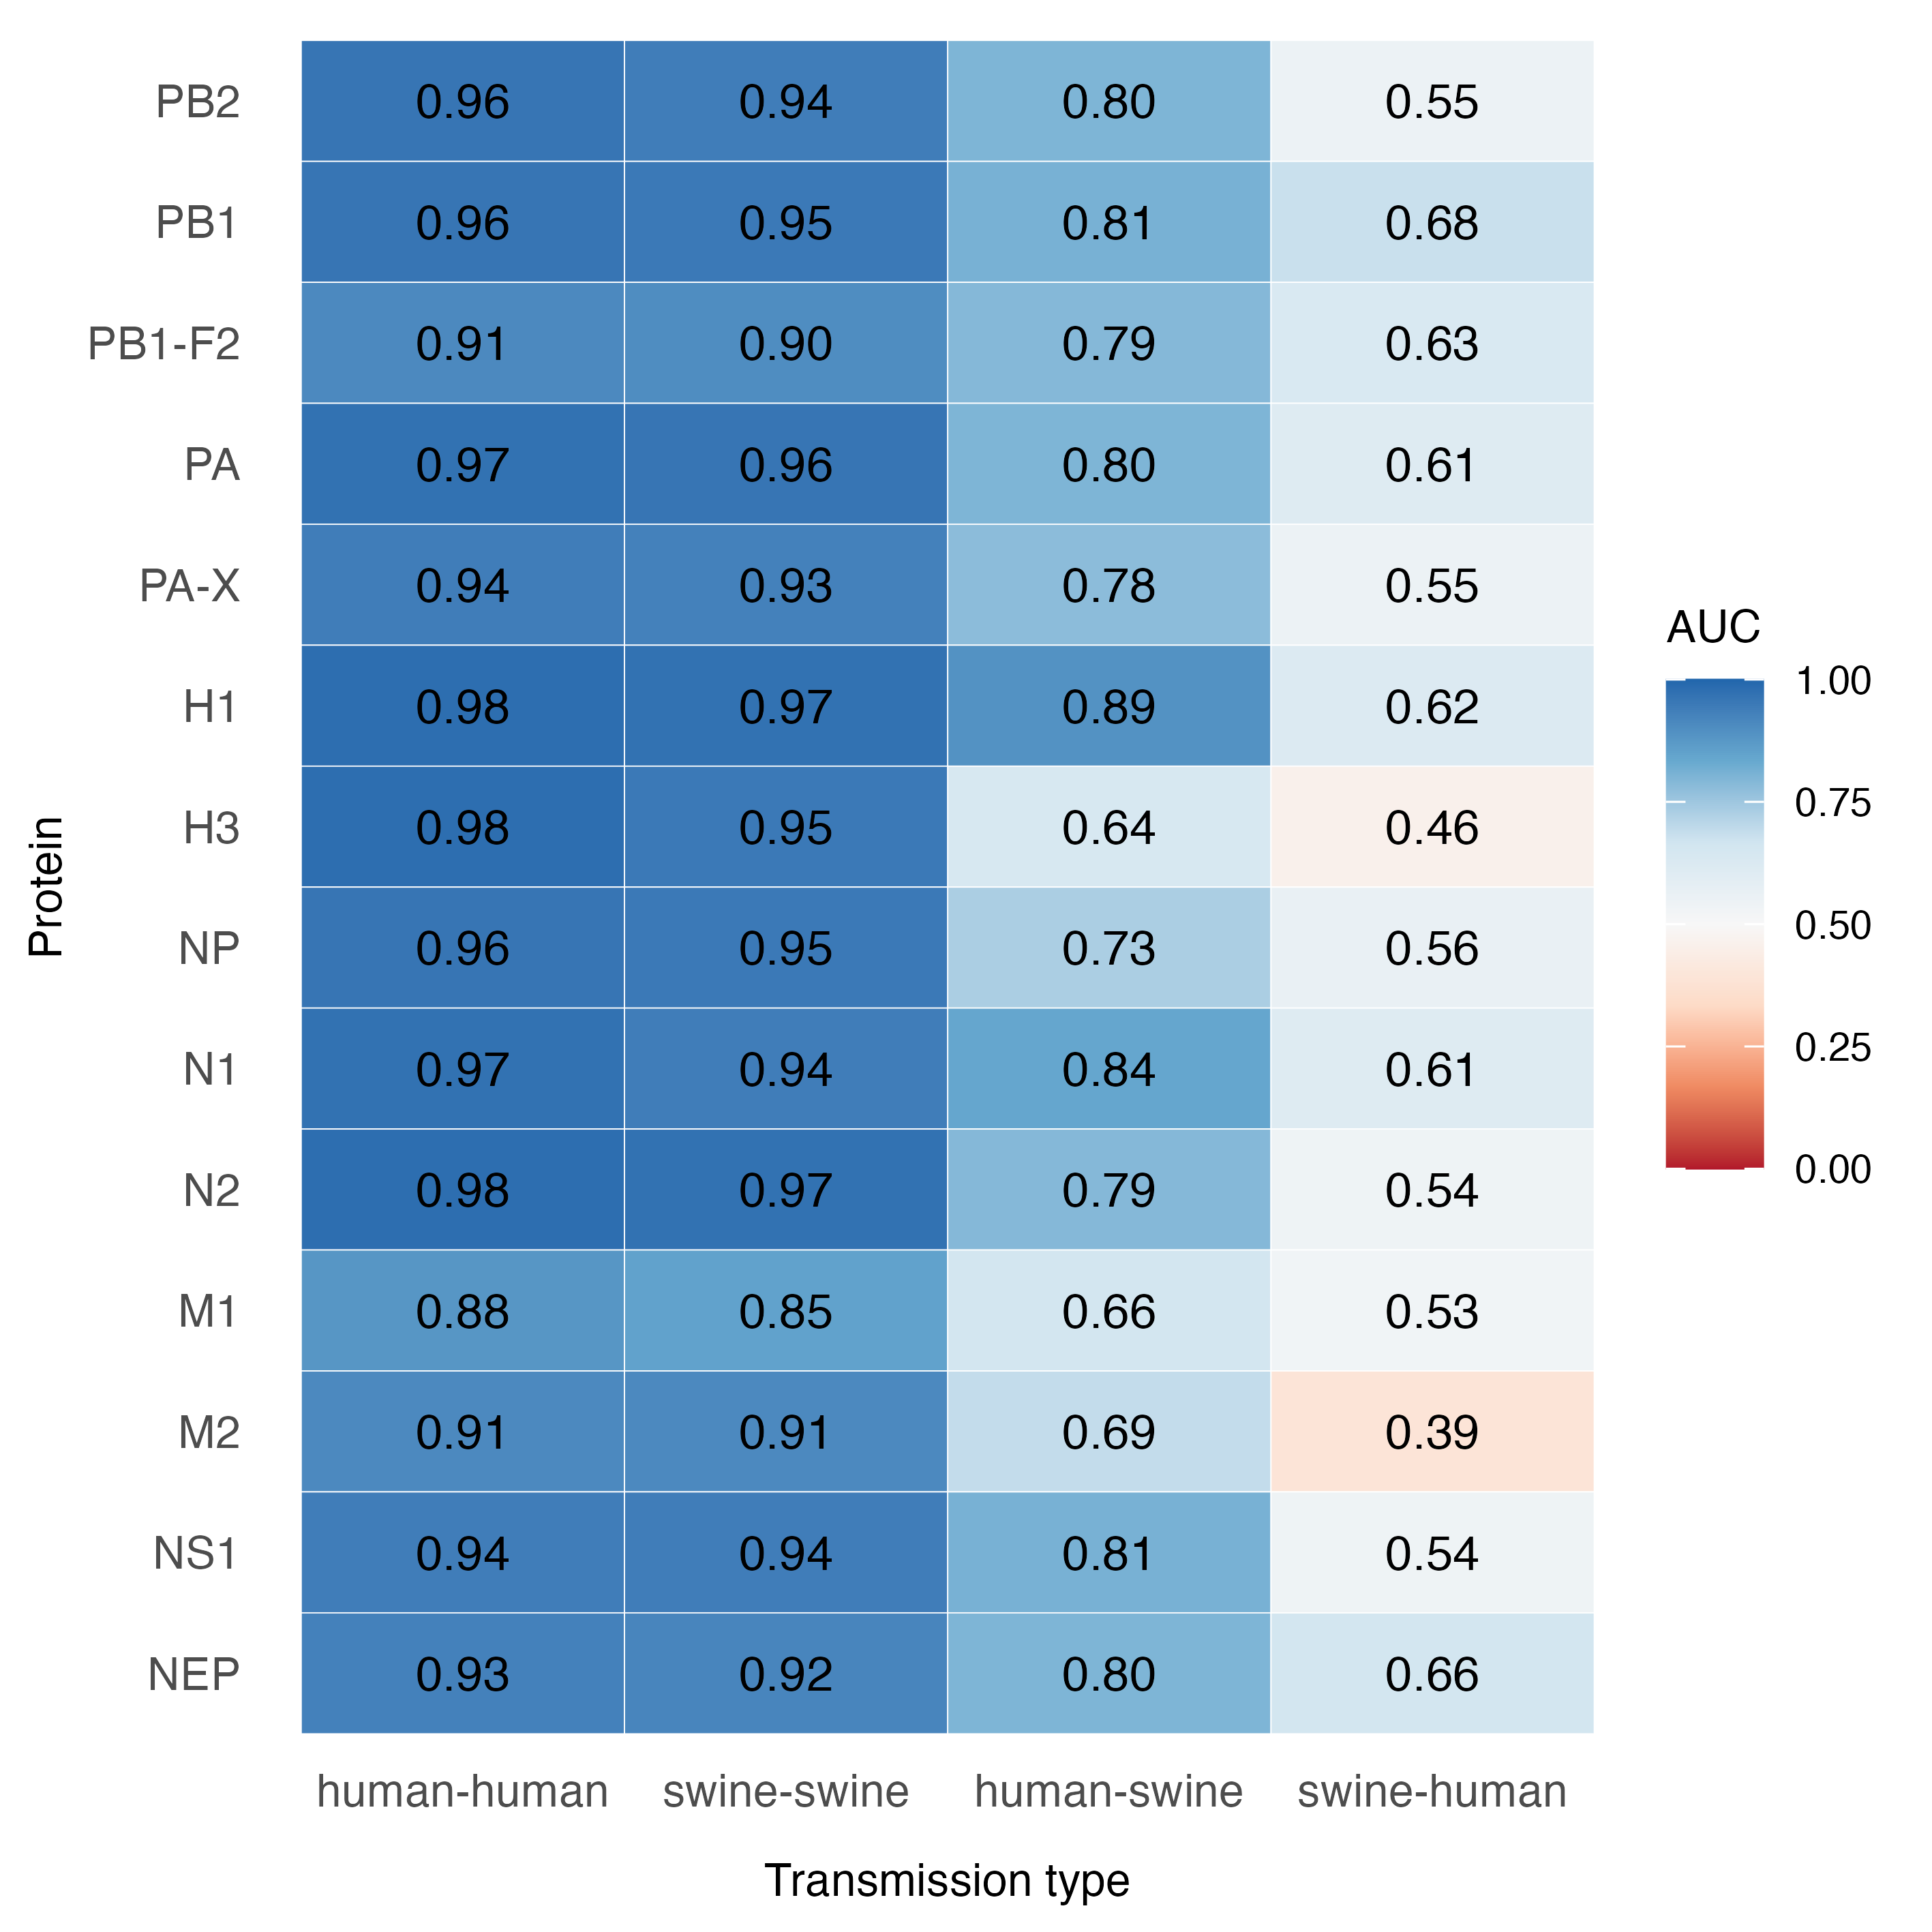 PB2 0.96 0.94 0.80 0.55
PB1 0.96 0.95 0.81 0.68
PB1-F2 0.91 0.90 0.79 0.63
PA 0.97 0.96 0.80 0.61
PA-X 0.94 0.93 0.78 0.55
H1 0.98 0.97 0.89 0.62
H3 0.98 0.95 0.64 0.46
NP 0.96 0.95 0.73 0.56
N1 0.97 0.94 0.84 0.61
N2 0.98 0.97 0.79 0.54
M1 0.88 0.85 0.66 0.53
M2 0.91 0.91 0.69 0.39
NS1 0.94 0.94 0.81 0.54
NEP 0.93 0.92 0.80 0.66
human-human swine-swine human-swine swine-human
Transmission type
Protein
AUC
1.00
0.75
0.50
0.25
0.00